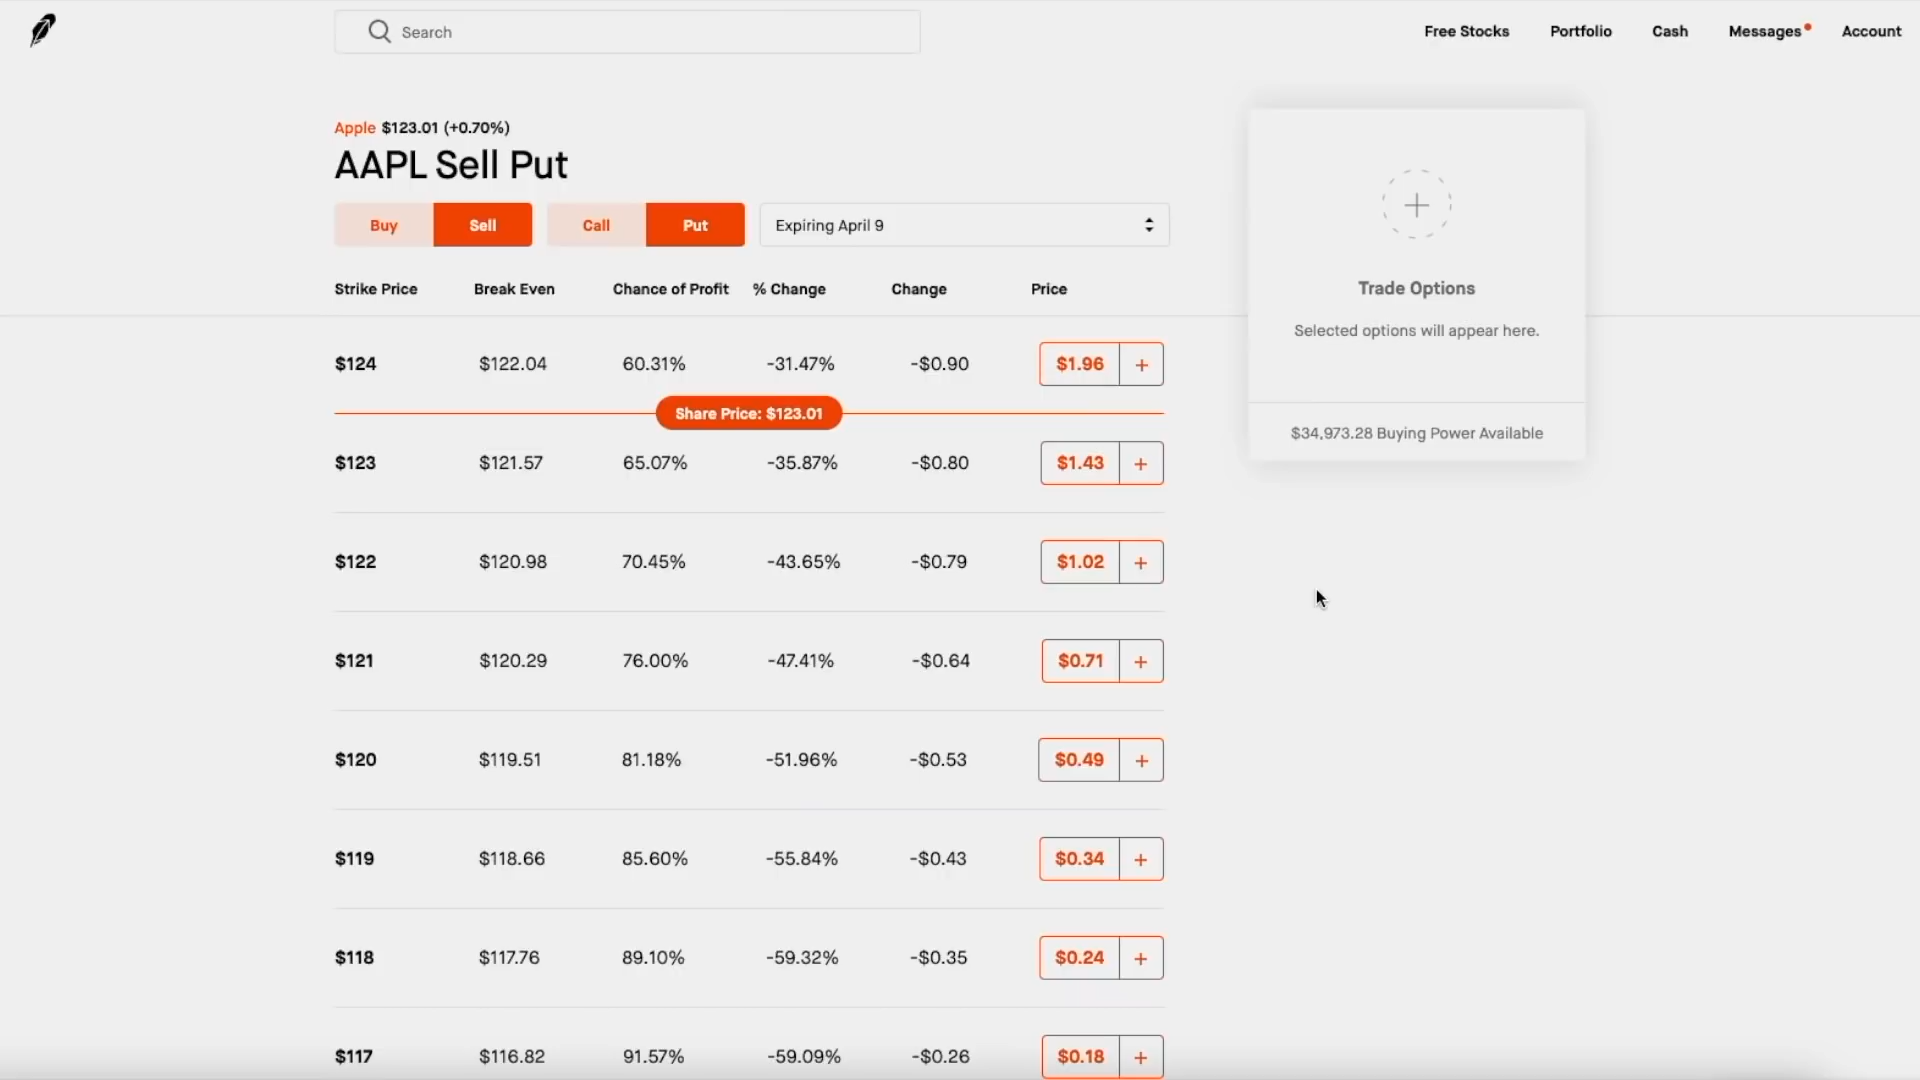 Search
Free Stocks Portfolio Cash Messages Account
Apple $123.01 (+0.70%)
AAPL Sell Put
Buy Sell Call Put Expiring April 9
Strike Price Break Even Chance of Profit % Change Change Price
$124 $122.04 60.31% -31.47% -$0.90 $1.96 +
Share Price: $123.01
$123 $121.57 65.07% -35.87% -$0.80 $1.43 +
$122 $120.98 70.45% -43.65% -$0.79 $1.02 +
$121 $120.29 76.00% -47.41% -$0.64 $0.71 +
$120 $119.51 81.18% -51.96% -$0.53 $0.49 +
$119 $118.66 85.60% -55.84% -$0.43 $0.34 +
$118 $117.76 89.10% -59.32% -$0.35 $0.24 +
$117 $116.82 91.57% -59.09% -$0.26 $0.18 +
Trade Options
Selected options will appear here.
$34,973.28 Buying Power Available